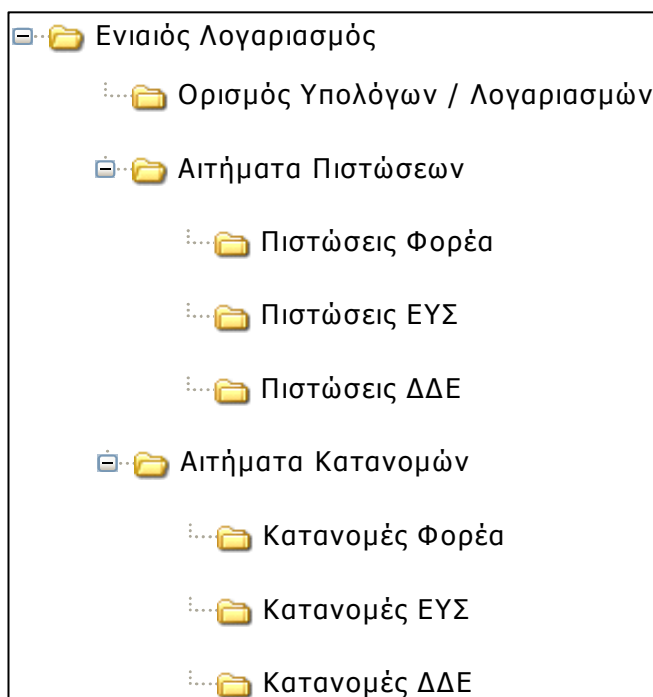 Ενιαιός Λογαριασμός
Ορισμός Υπολόγων / Λογαριασμών
Αιτήματα Πιστώσεων
Πιστώσεις Φορέα
Πιστώσεις ΕΥΣ
Πιστώσεις ΔΔΕ
Αιτήματα Κατανομών
Κατανομές Φορέα
Κατανομές ΕΥΣ
Κατανομές ΔΔΕ